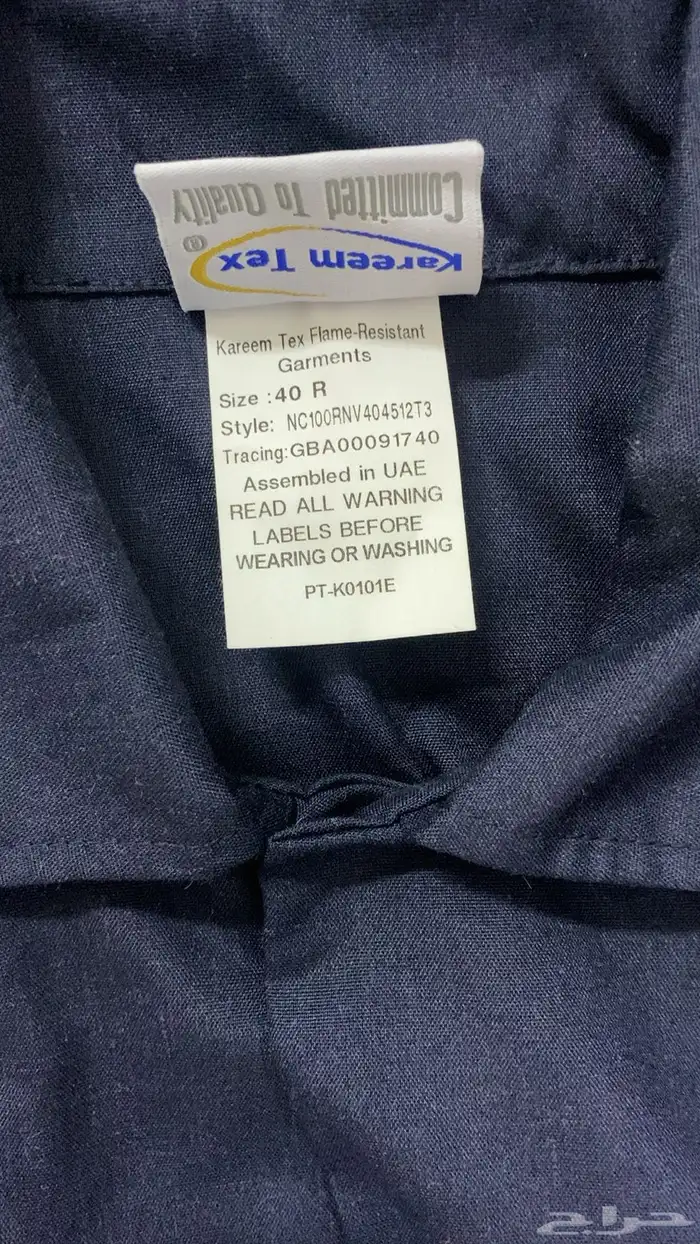 Committed To Quality
Kareem Tex ®
Kareem Tex Flame-Resistant
Garments
Size :40 R
Style: NC100RNV404512T3
Tracing:GBA00091740
Assembled in UAE
READ ALL WARNING
LABELS BEFORE
WEARING OR WASHING
PT-K0101E
حراج